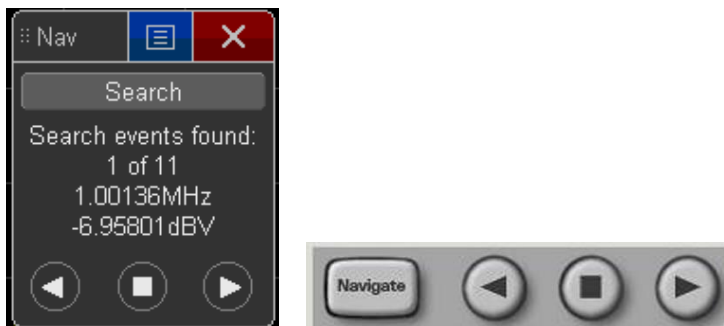 Nav
Search
Search events found:
1 of 11
1.00136MHz
-6.95801dBV
Navigate